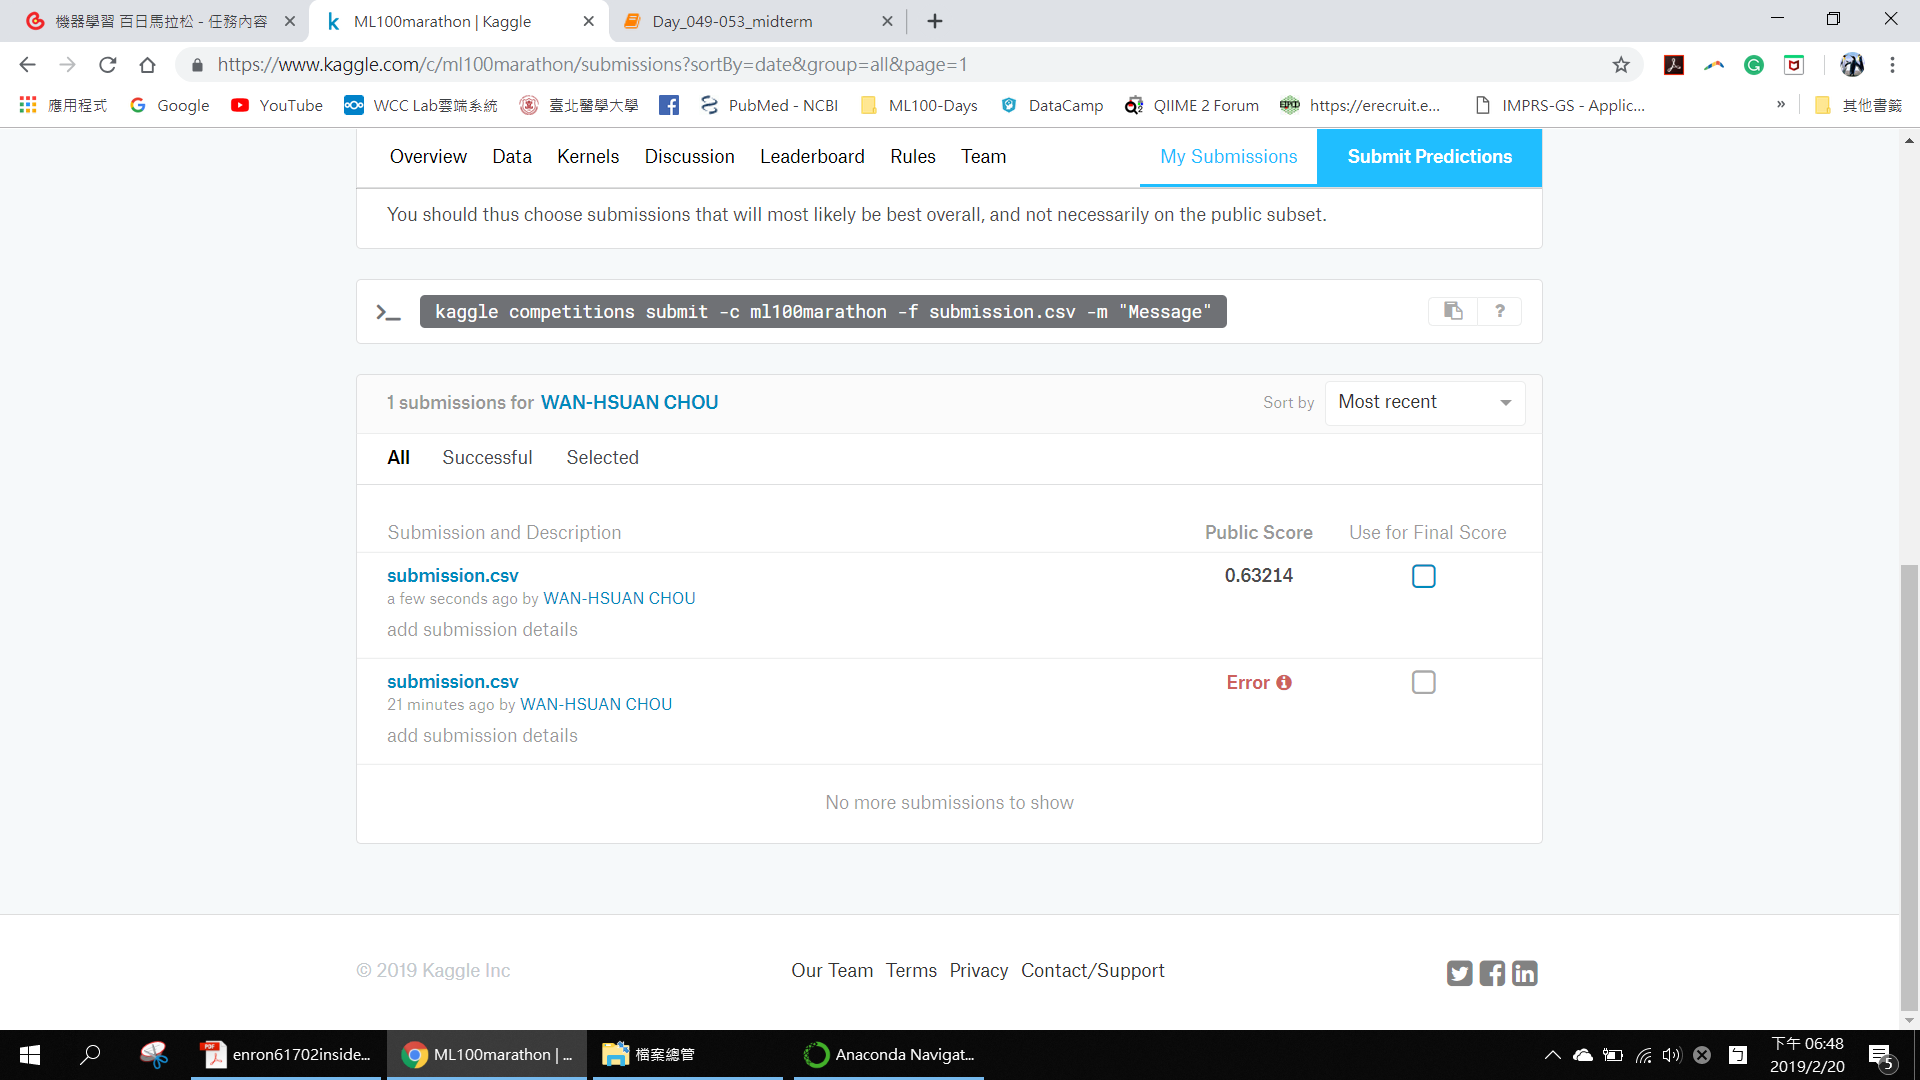 機器學習 百日馬拉松 - 任務內容
ML100marathon | Kaggle
Day_049-053_midterm
https://www.kaggle.com/c/ml100marathon/submissions?sortBy=date&group=all&page=1
應用程式 Google YouTube WCC Lab雲端系統 臺北醫學大學 PubMed - NCBI ML100-Days DataCamp QIIME 2 Forum https://erecruit.e... IMPRS-GS - Applic... » 其他書籤
Overview Data Kernels Discussion Leaderboard Rules Team My Submissions Submit Predictions
You should thus choose submissions that will most likely be best overall, and not necessarily on the public subset.
>_ kaggle competitions submit -c ml100marathon -f submission.csv -m "Message" ?
1 submissions for WAN-HSUAN CHOU Sort by Most recent
All Successful Selected
Submission and Description Public Score Use for Final Score
submission.csv 0.63214
a few seconds ago by WAN-HSUAN CHOU
add submission details
submission.csv Error
21 minutes ago by WAN-HSUAN CHOU
add submission details
No more submissions to show
© 2019 Kaggle Inc Our Team Terms Privacy Contact/Support
enron61702inside... ML100marathon | ... 檔案總管 Anaconda Navigat... 下午 06:48
2019/2/20 5